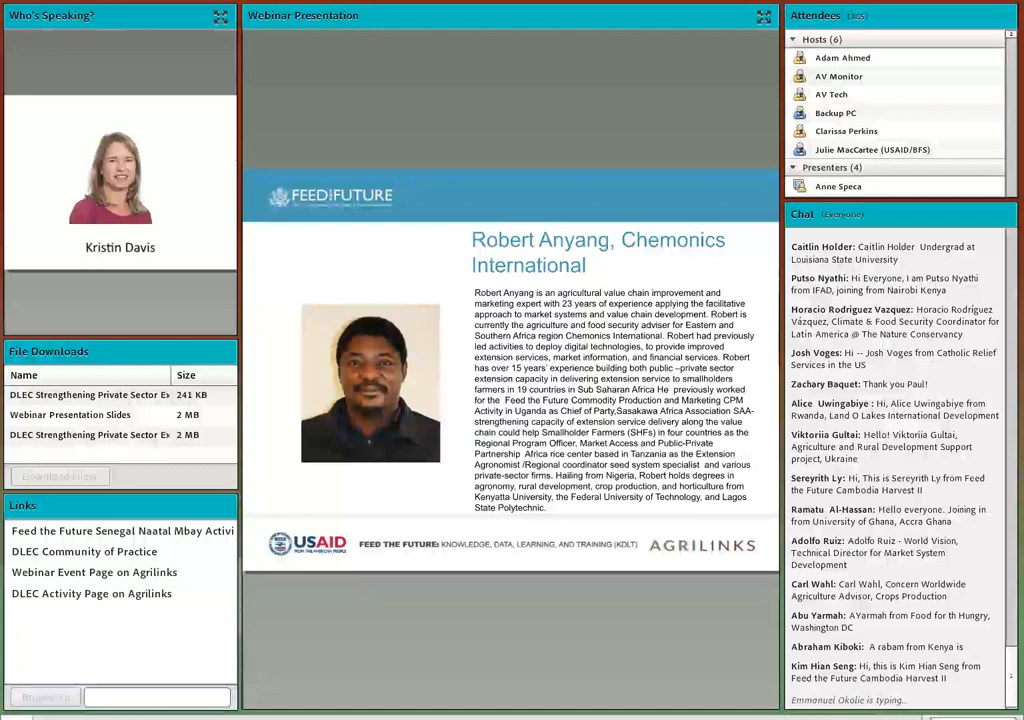 Who's Speaking?
Kristin Davis
File Downloads
Name Size
DLEC Strengthening Private Sector Ex 241 KB
Webinar Presentation Slides 2 MB
DLEC Strengthening Private Sector Ex 2 MB
Download File(s)
Links
Feed the Future Senegal Naatal Mbay Activi
DLEC Community of Practice
Webinar Event Page on Agrilinks
DLEC Activity Page on Agrilinks
Browse To
Webinar Presentation
FEED THE FUTURE
Robert Anyang, Chemonics
International
Robert Anyang is an agricultural value chain improvement and
marketing expert with 23 years of experience applying the facilitative
approach to market systems and value chain development. Robert is
currently the agriculture and food security adviser for Eastern and
Southern Africa region Chemonics International. Robert had previously
led activities to deploy digital technologies, to provide improved
extension services, market information, and financial services. Robert
has over 15 years' experience building both public –private sector
extension capacity in delivering extension service to smallholders
farmers in 19 countries in Sub Saharan Africa He previously worked
for the Feed the Future Commodity Production and Marketing CPM
Activity in Uganda as Chief of Party,Sasakawa Africa Association SAA-
strengthening capacity of extension service delivery along the value
chain could help Smallholder Farmers (SHFs) in four countries as the
Regional Program Officer, Market Access and Public-Private
Partnership Africa rice center based in Tanzania as the Extension
Agronomist /Regional coordinator seed system specialist and various
private-sector firms. Hailing from Nigeria, Robert holds degrees in
agronomy, rural development, crop production, and horticulture from
Kenyatta University, the Federal University of Technology, and Lagos
State Polytechnic.
USAID
FROM THE AMERICAN PEOPLE
FEED THE FUTURE: KNOWLEDGE, DATA, LEARNING, AND TRAINING (KDLT)
AGRILINKS
Attendees
Hosts (6)
Adam Ahmed
AV Monitor
AV Tech
Backup PC
Clarissa Perkins
Julie MacCartee (USAID/BFS)
Presenters (4)
Anne Speca
Chat (Everyone)
Caitlin Holder: Caitlin Holder Undergrad at
Louisiana State University
Putso Nyathi: Hi Everyone, I am Putso Nyathi
from IFAD, joining from Nairobi Kenya
Horacio Rodríguez Vazquez: Horacio Rodríguez
Vázquez, Climate & Food Security Coordinator for
Latin America @ The Nature Conservancy
Josh Voges: Hi -- Josh Voges from Catholic Relief
Services in the US
Zachary Baquet: Thank you Paul!
Alice Uwingabiye : Hi, Alice Uwingabiye from
Rwanda, Land O Lakes International Development
Viktoriia Gultai: Hello! Viktoriia Gultai,
Agriculture and Rural Development Support
project, Ukraine
Sereyrith Ly: Hi, This is Sereyrith Ly from Feed
the Future Cambodia Harvest II
Ramatu Al-Hassan: Hello everyone. Joining in
from University of Ghana, Accra Ghana
Adolfo Ruiz: Adolfo Ruiz - World Vision,
Technical Director for Market System
Development
Carl Wahl: Carl Wahl, Concern Worldwide
Agriculture Advisor, Crops Production
Abu Yarmah: AYarmah from Food for th Hungry,
Washington DC
Abraham Kiboki: A rabam from Kenya is
Kim Hian Seng: Hi, this is Kim Hian Seng from
Feed the Future Cambodia Harvest II
Emmanuel Okolie is typing...